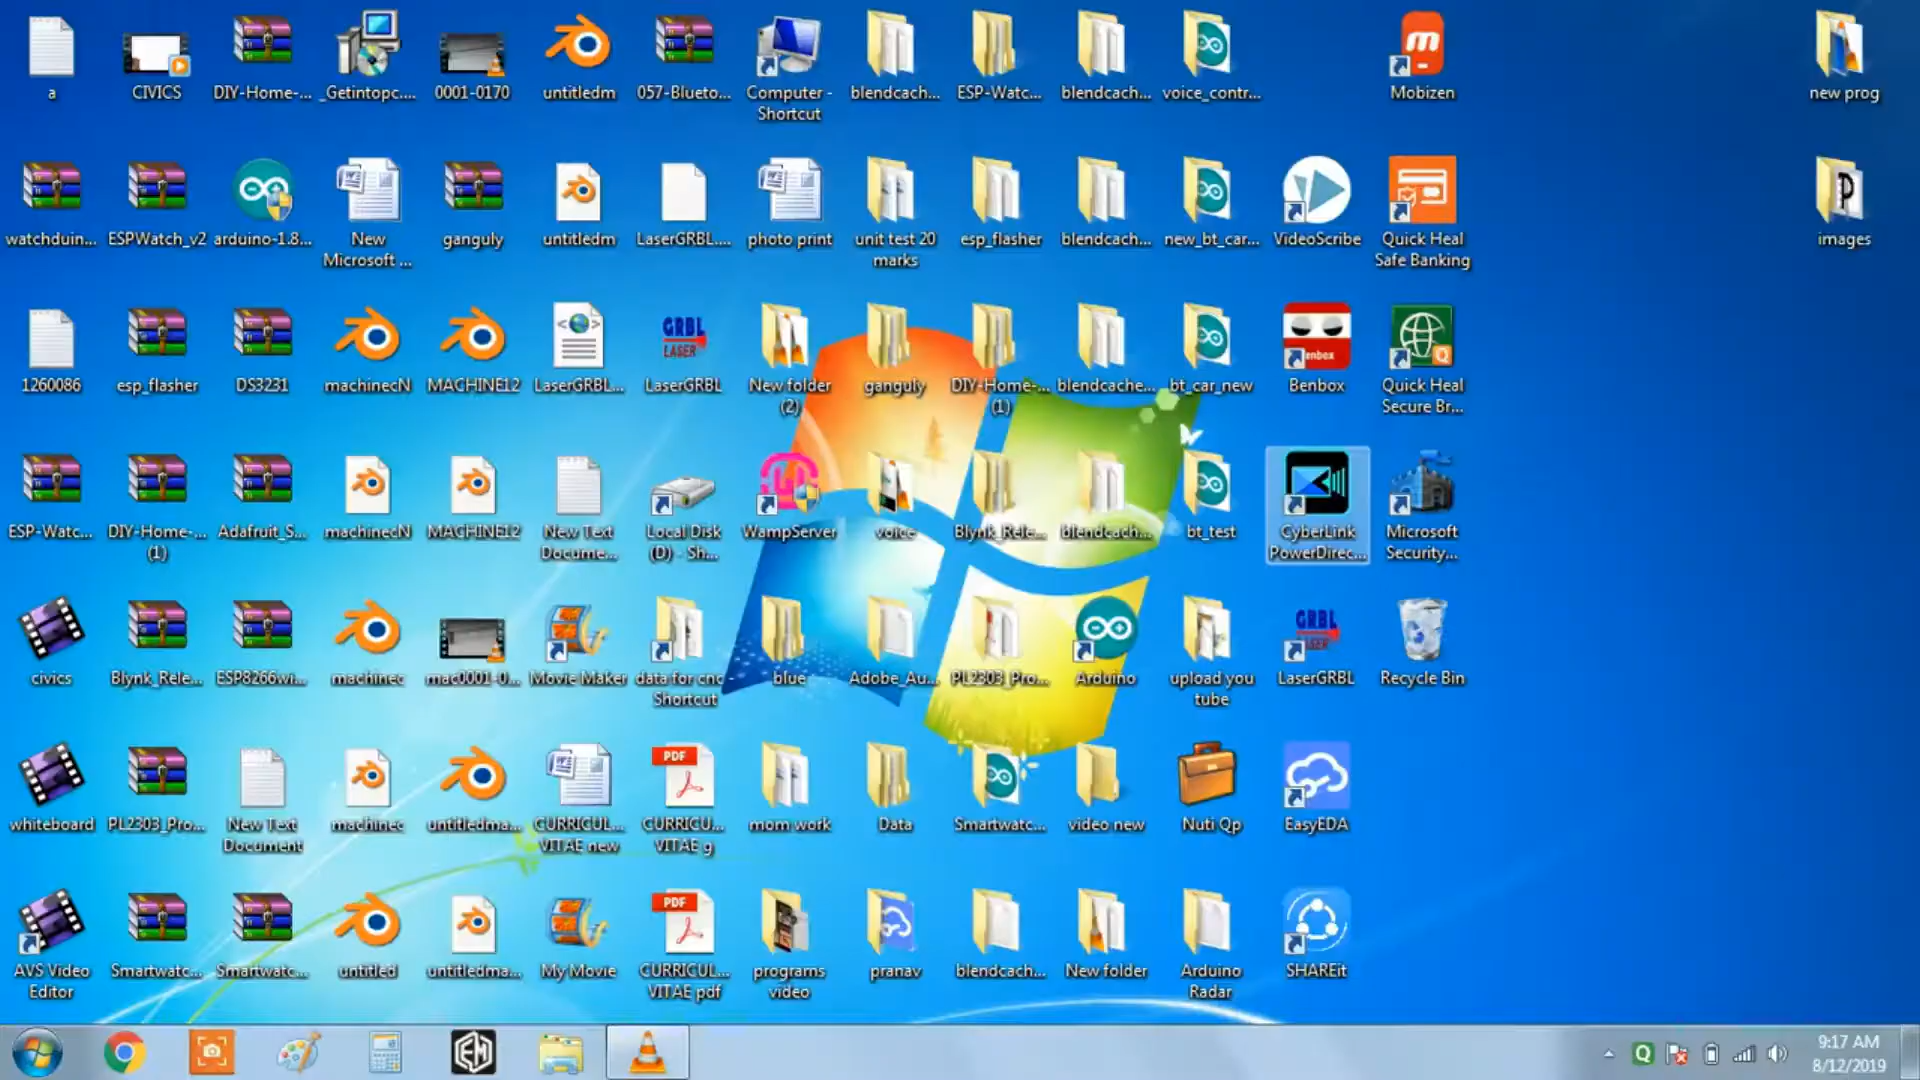 a
CIVICS
DIY-Home-...
_Getintopc....
0001-0170
untitledm
057-Blueto...
Computer -
Shortcut
blendcach...
ESP-Watc...
blendcach...
voice_contr...
Mobizen
new prog
watchduin...
ESPWatch_v2
arduino-1.8...
New
Microsoft ...
ganguly
untitledm
LaserGRBL....
photo print
unit test 20
marks
esp_flasher
blendcach...
new_bt_car...
VideoScribe
Quick Heal
Safe Banking
images
1260086
esp_flasher
DS3231
machinecN
MACHINE12
LaserGRBL...
GRBL
LASER
LaserGRBL
New folder
(2)
ganguly
DIY-Home-...
(1)
blendcache...
bt_car_new
enbox
Benbox
Quick Heal
Secure Br...
ESP-Watc...
DIY-Home-...
(1)
Adafruit_S...
machinecN
MACHINE12
New Text
Docume...
Local Disk
(D) - Sh...
WampServer
voice
Blynk_Rele...
blendcach...
bt_test
CyberLink
PowerDirec...
Microsoft
Security...
civics
Blynk_Rele...
ESP8266wi...
machinec
mac0001-0...
Movie Maker
data for cnc
Shortcut
blue
Adobe_Au...
PL2303_Pro...
Arduino
upload you
tube
GRBL
LaserGRBL
Recycle Bin
whiteboard
PL2303_Pro...
New Text
Document
machinec
untitledma...
CURRICUL...
VITAE new
PDF
CURRICU...
VITAE g
mom work
Data
Smartwatc...
video new
Nuti Qp
EasyEDA
AVS Video
Editor
Smartwatc...
Smartwatc...
untitled
untitledma...
My Movie
PDF
CURRICUL...
VITAE pdf
programs
video
pranav
blendcach...
New folder
Arduino
Radar
SHAREit
9:17 AM
8/12/2019